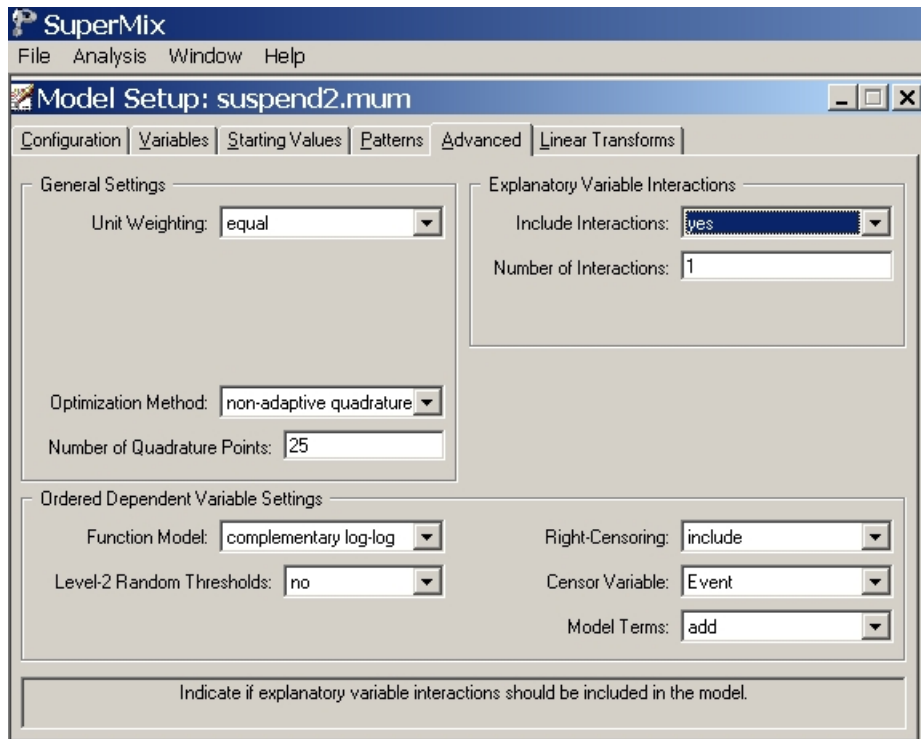 SuperMix
File Analysis Window Help
Model Setup: suspend2.mum
Configuration Variables Starting Values Patterns Advanced Linear Transforms
General Settings
Unit Weighting: equal
Optimization Method: non-adaptive quadrature
Number of Quadrature Points: 25
Explanatory Variable Interactions
Include Interactions: yes
Number of Interactions: 1
Ordered Dependent Variable Settings
Function Model: complementary log-log
Level-2 Random Thresholds: no
Right-Censoring: include
Censor Variable: Event
Model Terms: add
Indicate if explanatory variable interactions should be included in the model.